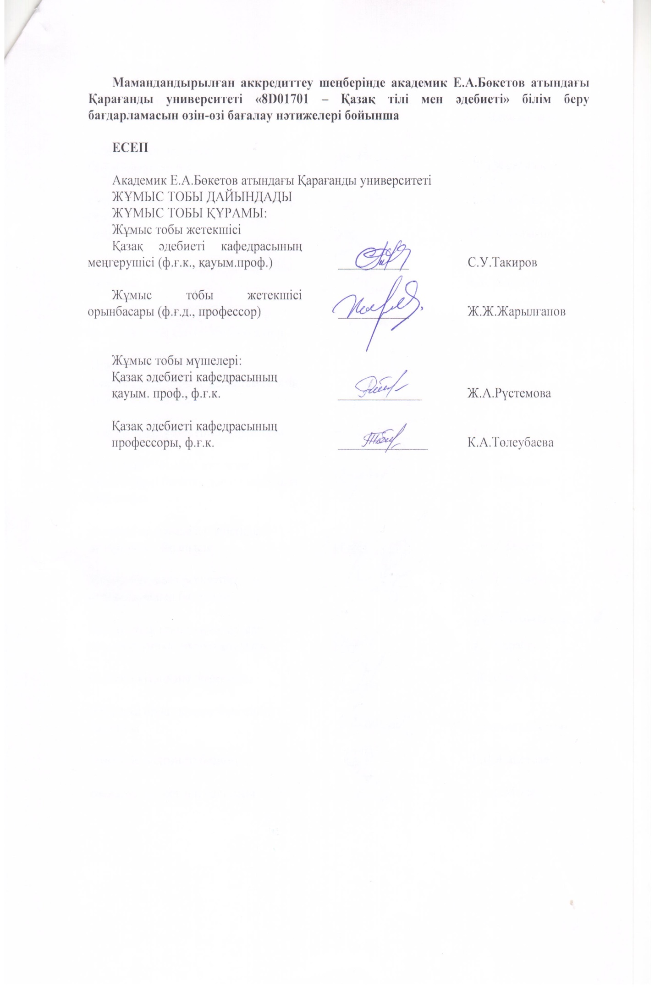 Мамандандырылған аккредиттеу шеңберінде академик Е.А.Бөкетов атындағы
Қарағанды университеті «8D01701 – Қазақ тілі мен әдебиеті» білім беру
бағдарламасын өзін-өзі бағалау нәтижелері бойынша
ЕСЕП
Академик Е.А.Бөкетов атындағы Қарағанды университеті
ЖҰМЫС ТОБЫ ДАЙЫНДАДЫ
ЖҰМЫС ТОБЫ ҚҰРАМЫ:
Жұмыс тобы жетекшісі
Қазақ әдебиеті кафедрасының
меңгерушісі (ф.ғ.к., қауым.проф.) С.У.Такиров
Жұмыс тобы жетекшісі
орынбасары (ф.ғ.д., профессор) Ж.Ж.Жарылғапов
Жұмыс тобы мүшелері:
Қазақ әдебиеті кафедрасының
қауым. проф., ф.ғ.к. Ж.А.Рүстемова
Қазақ әдебиеті кафедрасының
профессоры, ф.ғ.к. К.А.Төлеубаева